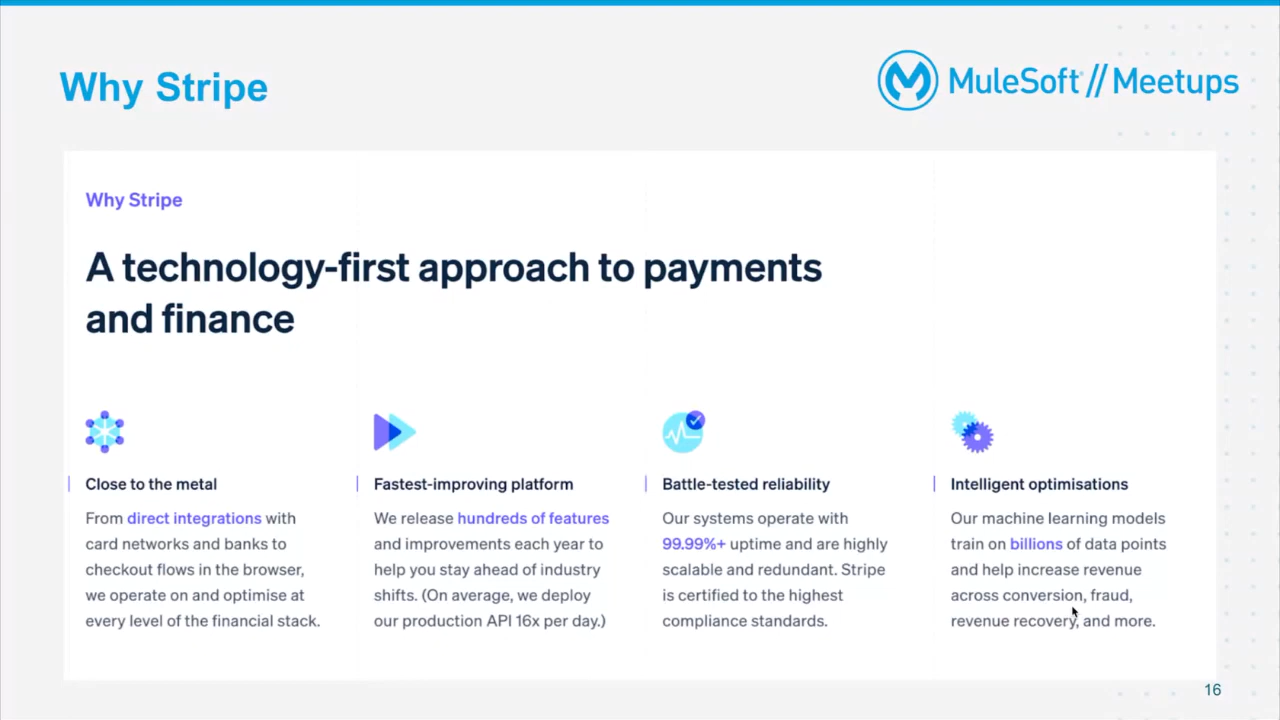 Why Stripe
MuleSoft // Meetups
Why Stripe
A technology-first approach to payments
and finance
Close to the metal
From direct integrations with
card networks and banks to
checkout flows in the browser,
we operate on and optimise at
every level of the financial stack.
Fastest-improving platform
We release hundreds of features
and improvements each year to
help you stay ahead of industry
shifts. (On average, we deploy
our production API 16x per day.)
Battle-tested reliability
Our systems operate with
99.99%+ uptime and are highly
scalable and redundant. Stripe
is certified to the highest
compliance standards.
Intelligent optimisations
Our machine learning models
train on billions of data points
and help increase revenue
across conversion, fraud,
revenue recovery, and more.
16